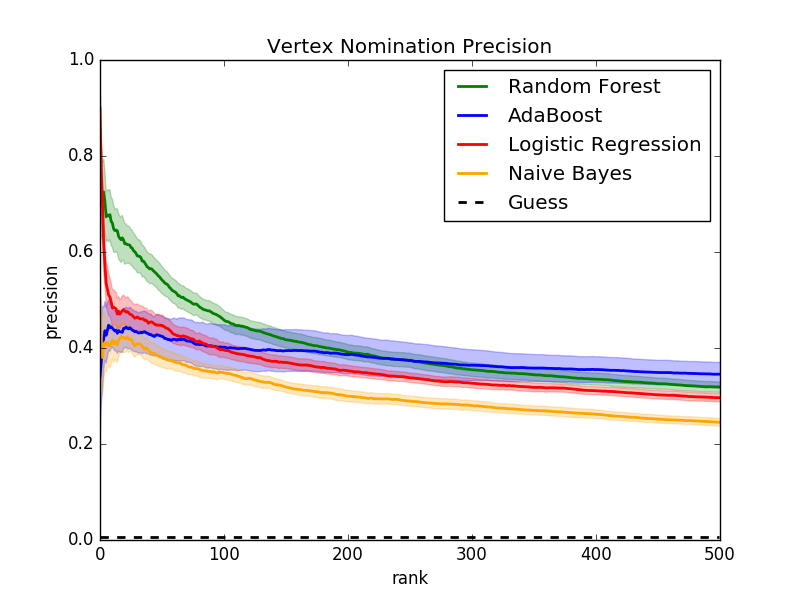 Vertex Nomination Precision
1.0
0.8
0.6
0.4
0.2
0.0
precision
Random Forest
AdaBoost
Logistic Regression
Naive Bayes
Guess
0 100 200 300 400 500
rank